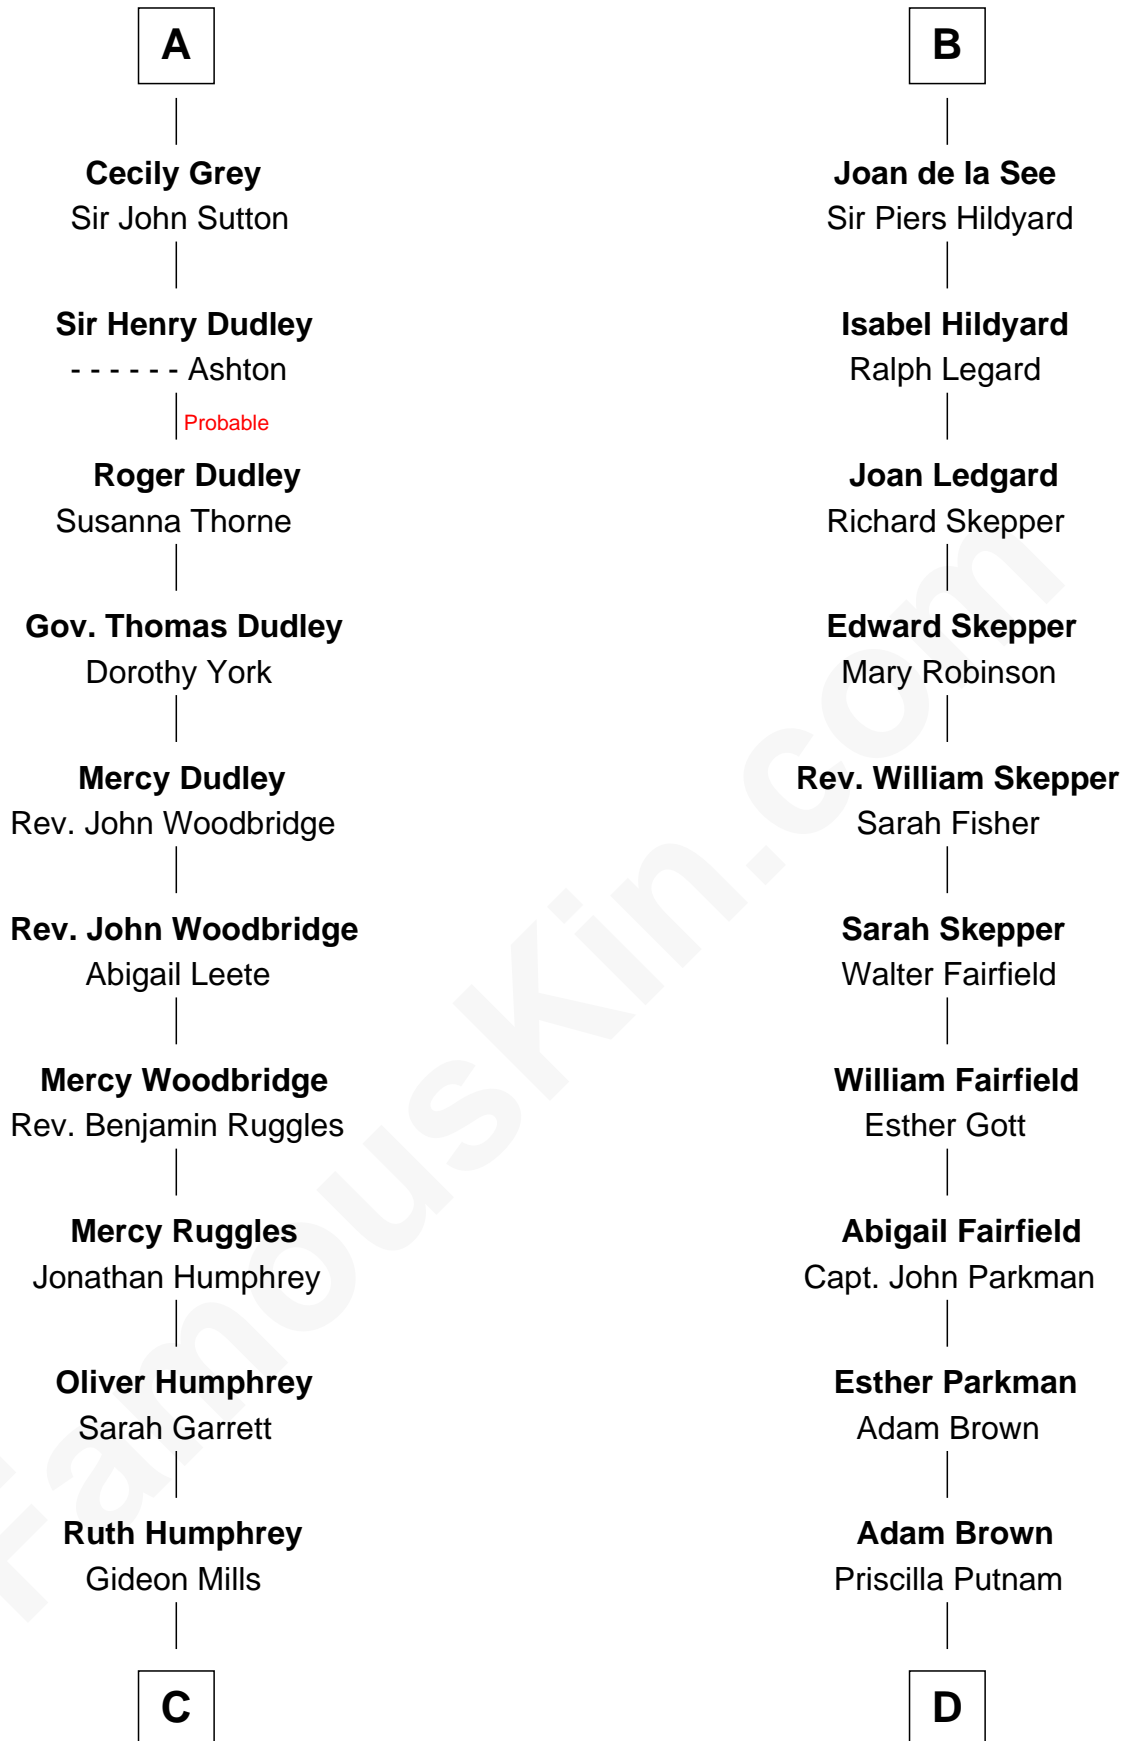 A
Cecily Grey
Sir John Sutton
Sir Henry Dudley
- - - - - - Ashton
Probable
Roger Dudley
Susanna Thorne
Gov. Thomas Dudley
Dorothy York
Mercy Dudley
Rev. John Woodbridge
Rev. John Woodbridge
Abigail Leete
Mercy Woodbridge
Rev. Benjamin Ruggles
Mercy Ruggles
Jonathan Humphrey
Oliver Humphrey
Sarah Garrett
Ruth Humphrey
Gideon Mills
C
B
Joan de la See
Sir Piers Hildyard
Isabel Hildyard
Ralph Legard
Joan Ledgard
Richard Skepper
Edward Skepper
Mary Robinson
Rev. William Skepper
Sarah Fisher
Sarah Skepper
Walter Fairfield
William Fairfield
Esther Gott
Abigail Fairfield
Capt. John Parkman
Esther Parkman
Adam Brown
Adam Brown
Priscilla Putnam
D
FamousKin.com